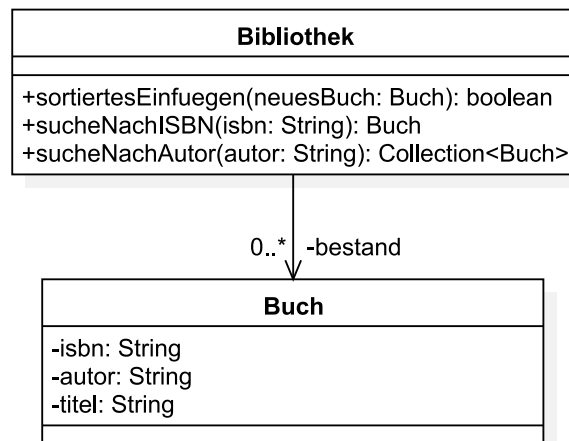 Bibliothek
+sortiertesEinfuegen(neuesBuch: Buch): boolean
+sucheNachISBN(isbn: String): Buch
+sucheNachAutor(autor: String): Collection<Buch>
0..* -bestand
Buch
-isbn: String
-autor: String
-titel: String